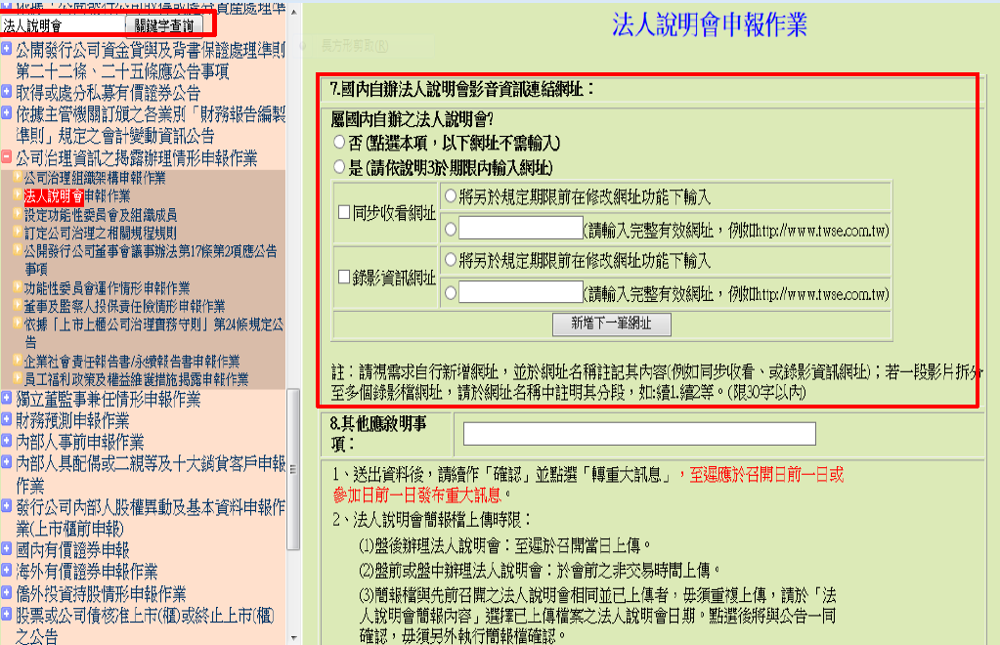 法人說明會 關鍵字查詢
公開發行公司資金貸與及背書保證處理準則
第二十二條、二十五條應公告事項
取得或處分私募有價證券公告
依據主管機關訂頒之各業別「財務報告編製
準則」規定之會計變動資訊公告
公司治理資訊之揭露辦理情形申報作業
公司治理組織架構申報作業
法人說明會申報作業
設定功能性委員會及組織成員
訂定公司治理之相關規程規則
公開發行公司董事會議事辦法第17條第2項應公告
事項
功能性委員會運作情形申報作業
董事及監察人投保責任險情形申報作業
依據「上市上櫃公司治理實務守則」第24條規定公
告
企業社會責任報告書/永續報告書申報作業
員工福利政策及權益維護措施揭露申報作業
獨立董監事兼任情形申報作業
財務預測申報作業
內部人事前申報作業
內部人員配偶或二親等及十大銷貨客戶申報
作業
發行公司內部人股權異動及基本資料申報作
業(上市櫃前申報)
國內有價證券申報
海外有價證券申報作業
僑外投資持股情形申報作業
股票或公司債核准上市(櫃)或終止上市(櫃)
之公告
法人說明會申報作業
7.國內自辦法人說明會影音資訊連結網址：
屬國內自辦之法人說明會?
否(點選本項，以下網址不需輸入)
是(請依說明3於期限內輸入網址)
同步收看網址
將另於規定期限前在修改網址功能下輸入
(請輸入完整有效網址，例如http://www.twse.com.tw)
錄影資訊網址
將另於規定期限前在修改網址功能下輸入
(請輸入完整有效網址，例如http://www.twse.com.tw)
新增下一筆網址
註：請視需求自行新增網址，並於網址名稱註記其內容(例如同步收看、或錄影資訊網址)；若一段影片拆分
至多個錄影檔網址，請於網址名稱中註明其分段，如:續1.續2等。(限30字以內)
8.其他應敘明事
項：
1、送出資料後，請續作「確認」並點選「轉重大訊息」，至遲應於召開日前一日或
參加日前一日發布重大訊息。
2、法人說明會簡報檔上傳時限：
(1)盤後辦理法人說明會：至遲於召開當日上傳。
(2)盤前或盤中辦理法人說明會：於會前之非交易時間上傳。
(3)簡報檔與先前召開之法人說明會相同並已上傳者，毋須重複上傳，請於「法
人說明會簡報內容」選擇已上傳檔案之法人說明會日期。點選後將與公告一同
確認，毋須另外執行簡報檔確認。